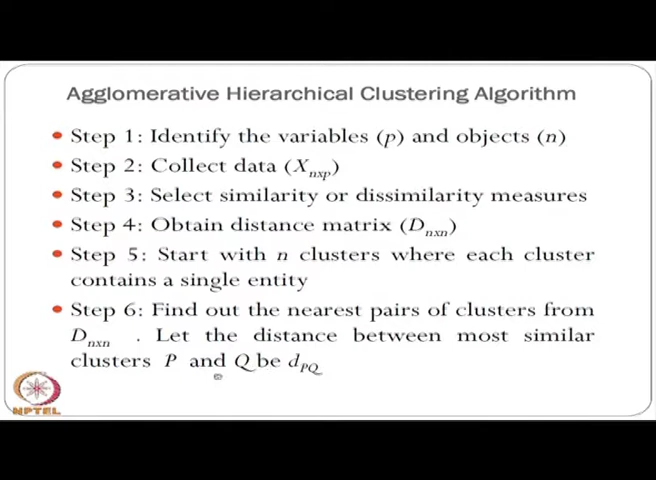 Agglomerative Hierarchical Clustering Algorithm
• Step 1: Identify the variables (p) and objects (n)
• Step 2: Collect data (Xnxp)
• Step 3: Select similarity or dissimilarity measures
• Step 4: Obtain distance matrix (Dnxn)
• Step 5: Start with n clusters where each cluster
contains a single entity
• Step 6: Find out the nearest pairs of clusters from
Dnxn . Let the distance between most similar
clusters P and Q be dPQ
NPTEL